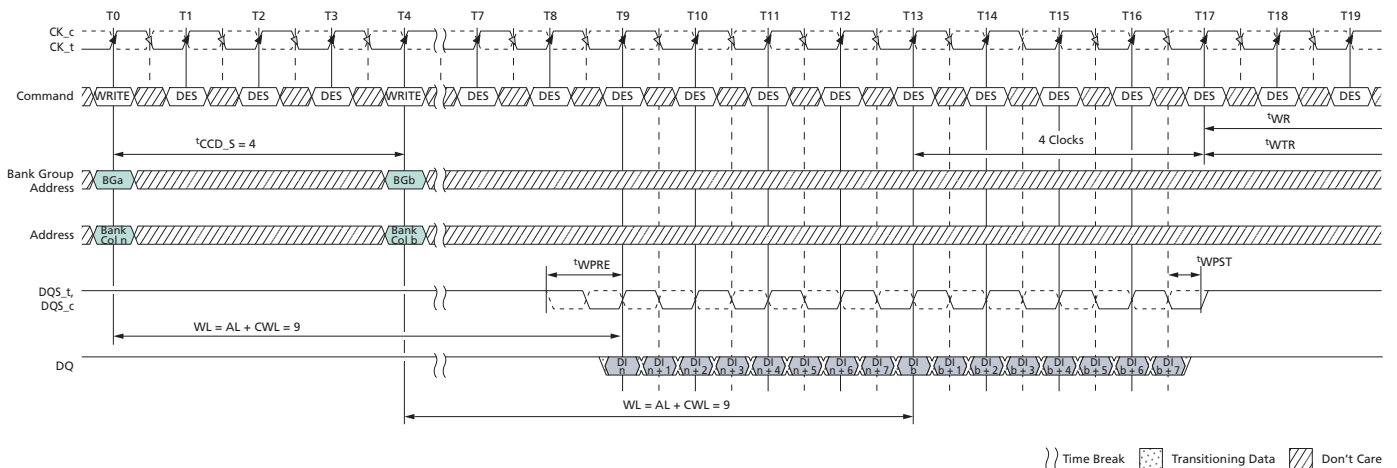 T0 T1 T2 T3 T4 T7 T8 T9 T10 T11 T12 T13 T14 T15 T16 T17 T18 T19
CK_c
CK_t
Command WRITE DES DES DES WRITE DES DES DES DES DES DES DES DES DES DES DES DES DES
tWR
tCCD_S = 4 4 Clocks tWTR
Bank Group
Address BGa BGb
Address Bank
Col n Bank
Col b
tWPRE tWPST
DQS_t,
DQS_c
WL = AL + CWL = 9
DQ DI
n DI
n + 1 DI
n + 2 DI
n + 3 DI
n + 4 DI
n + 5 DI
n + 6 DI
n + 7 DI
b DI
b + 1 DI
b + 2 DI
b + 3 DI
b + 4 DI
b + 5 DI
b + 6 DI
b + 7
WL = AL + CWL = 9
Time Break Transitioning Data Don't Care